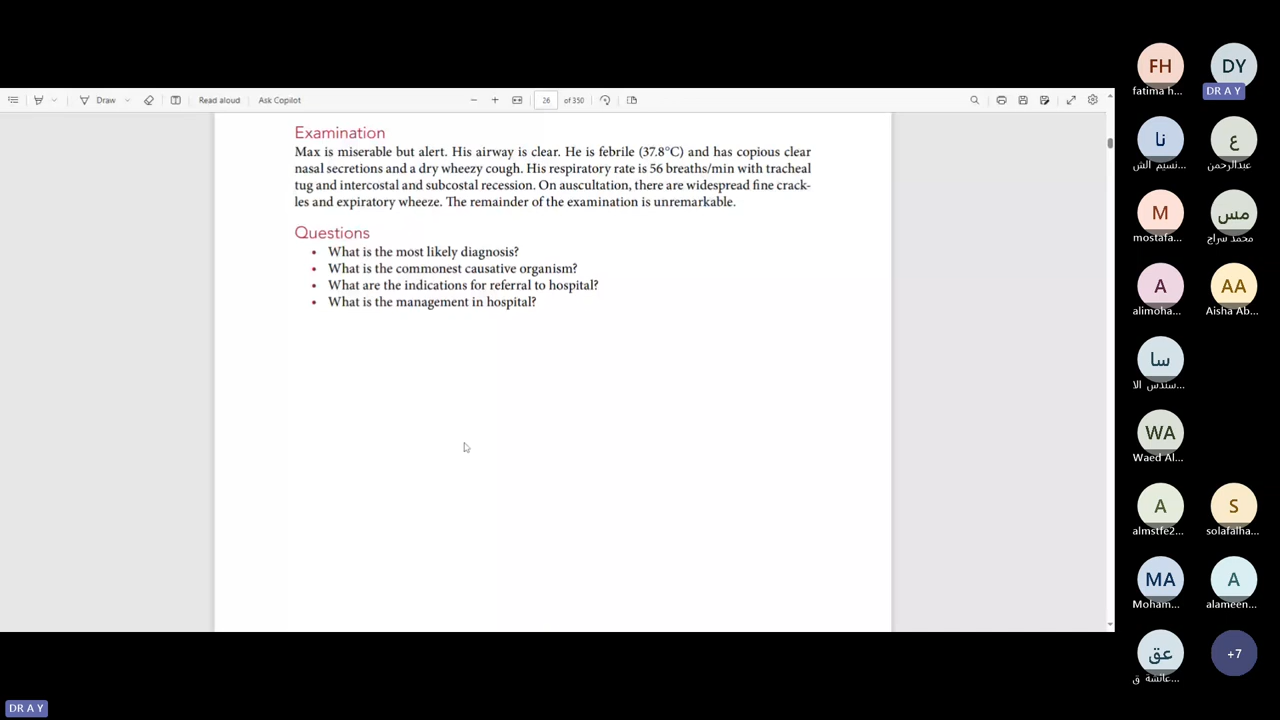 Draw
Read aloud
Ask Copilot
26 of 350
Examination
Max is miserable but alert. His airway is clear. He is febrile (37.8°C) and has copious clear
nasal secretions and a dry wheezy cough. His respiratory rate is 56 breaths/min with tracheal
tug and intercostal and subcostal recession. On auscultation, there are widespread fine crack-
les and expiratory wheeze. The remainder of the examination is unremarkable.
Questions
• What is the most likely diagnosis?
• What is the commonest causative organism?
• What are the indications for referral to hospital?
• What is the management in hospital?
FH
fatima h...
DY
DR A Y
نا
نسيم الش...
ع
عبدالرحمن
M
mostafa...
مس
محمد سراج
A
alimoha...
AA
Aisha Ab...
سا
سندس الا...
WA
Waed Al...
A
almstfe2...
S
solafalha...
MA
Moham...
A
alameen...
عق
عائشة ق...
+7
DR A Y